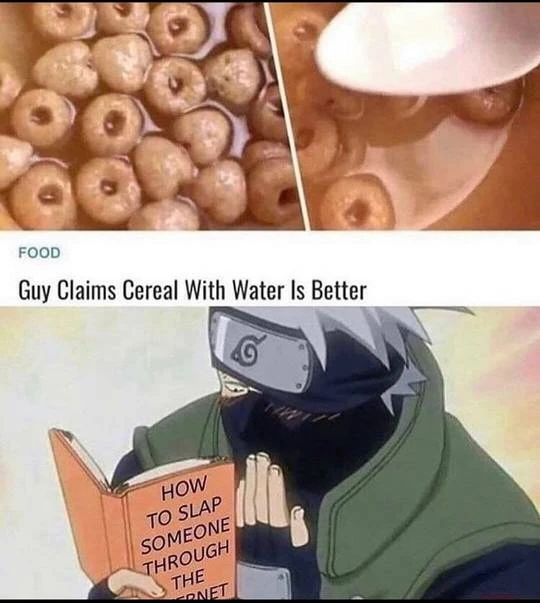 FOOD
Guy Claims Cereal With Water Is Better
HOW
TO SLAP
SOMEONE
THROUGH
THE